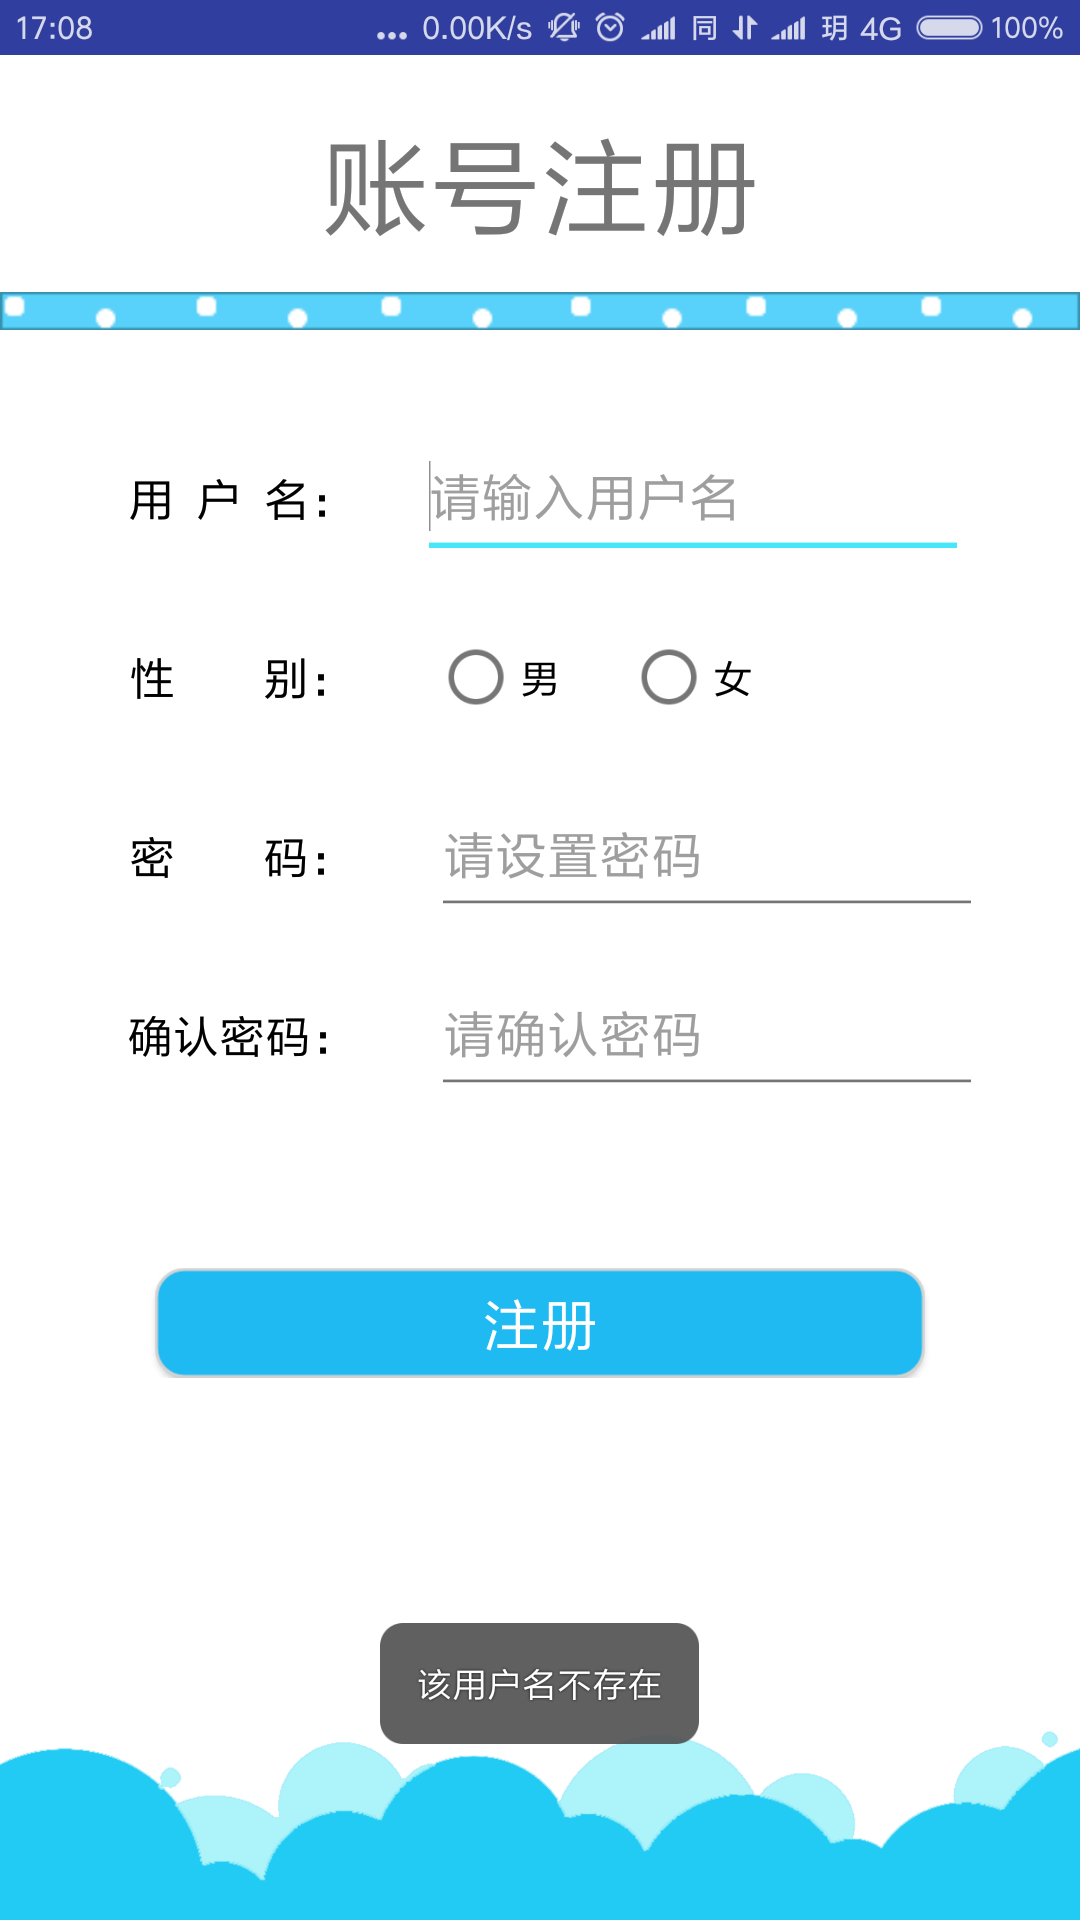 17:08 ... 0.00K/s 同 玥 4G 100%
账号注册
用 户 名: 请输入用户名
性 别: 男 女
密 码: 请设置密码
确认密码: 请确认密码
注册
该用户名不存在